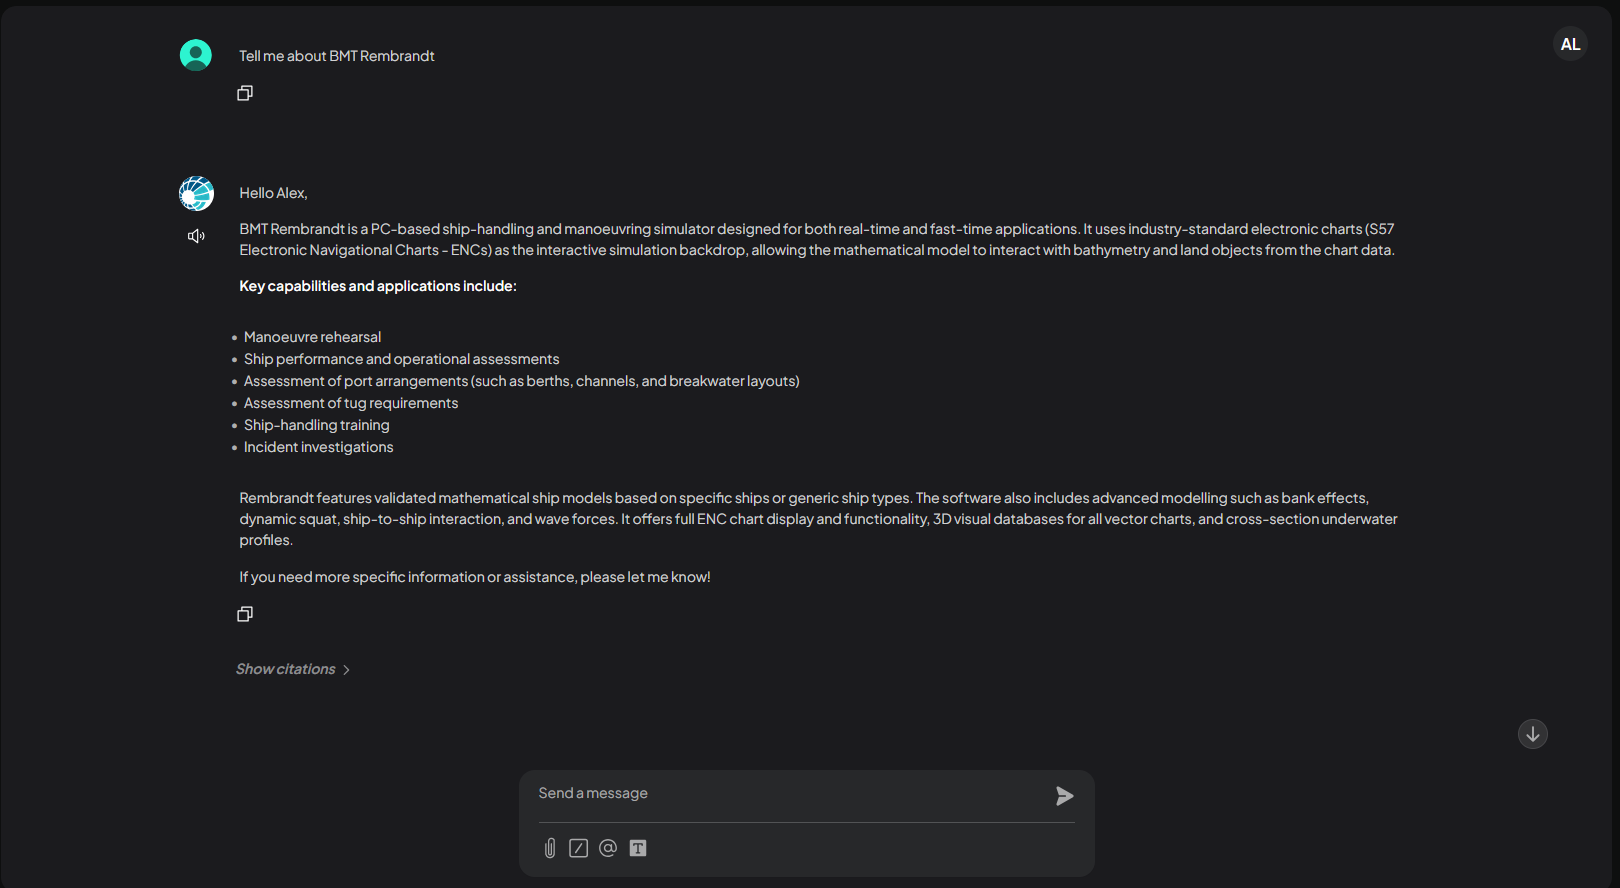 AL
Tell me about BMT Rembrandt
Hello Alex,
BMT Rembrandt is a PC-based ship-handling and manoeuvring simulator designed for both real-time and fast-time applications. It uses industry-standard electronic charts (S57
Electronic Navigational Charts - ENCs) as the interactive simulation backdrop, allowing the mathematical model to interact with bathymetry and land objects from the chart data.
Key capabilities and applications include:
• Manoeuvre rehearsal
• Ship performance and operational assessments
• Assessment of port arrangements (such as berths, channels, and breakwater layouts)
• Assessment of tug requirements
• Ship-handling training
• Incident investigations
Rembrandt features validated mathematical ship models based on specific ships or generic ship types. The software also includes advanced modelling such as bank effects,
dynamic squat, ship-to-ship interaction, and wave forces. It offers full ENC chart display and functionality, 3D visual databases for all vector charts, and cross-section underwater
profiles.
If you need more specific information or assistance, please let me know!
Show citations
Send a message